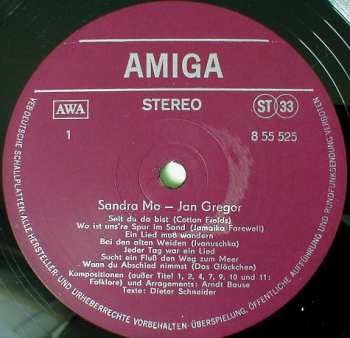 AMIGA
AWA
STEREO
ST 33
1
8 55 525
Sandra Mo – Jan Gregor
Seit du da bist (Cotton Fields)
Wo ist uns're Spur im Sand (Jamaika Farewell)
Ein Lied muß wandern
Bei den alten Weiden (Ivanuschka)
Jeder Tag war ein Lied
Sucht ein Fluß den Weg zum Meer
Wann du Abschied nimmst (Das Glöckchen)
Kompositionen (außer Titel 1, 2, 4, 7, 9, 10 und 11:
Folklore) und Arragements: Arndt Bause
Texte: Dieter Schneider
VEB DEUTSCHE SCHALLPLATTEN. ALLE HERSTELLER- UND URHEBERRECHTE VORBEHALTEN · ÜBERSPIELUNG, ÖFFENTLICHE AUFFÜHRUNG UND RUNDFUNKSENDUNG VERBOTEN